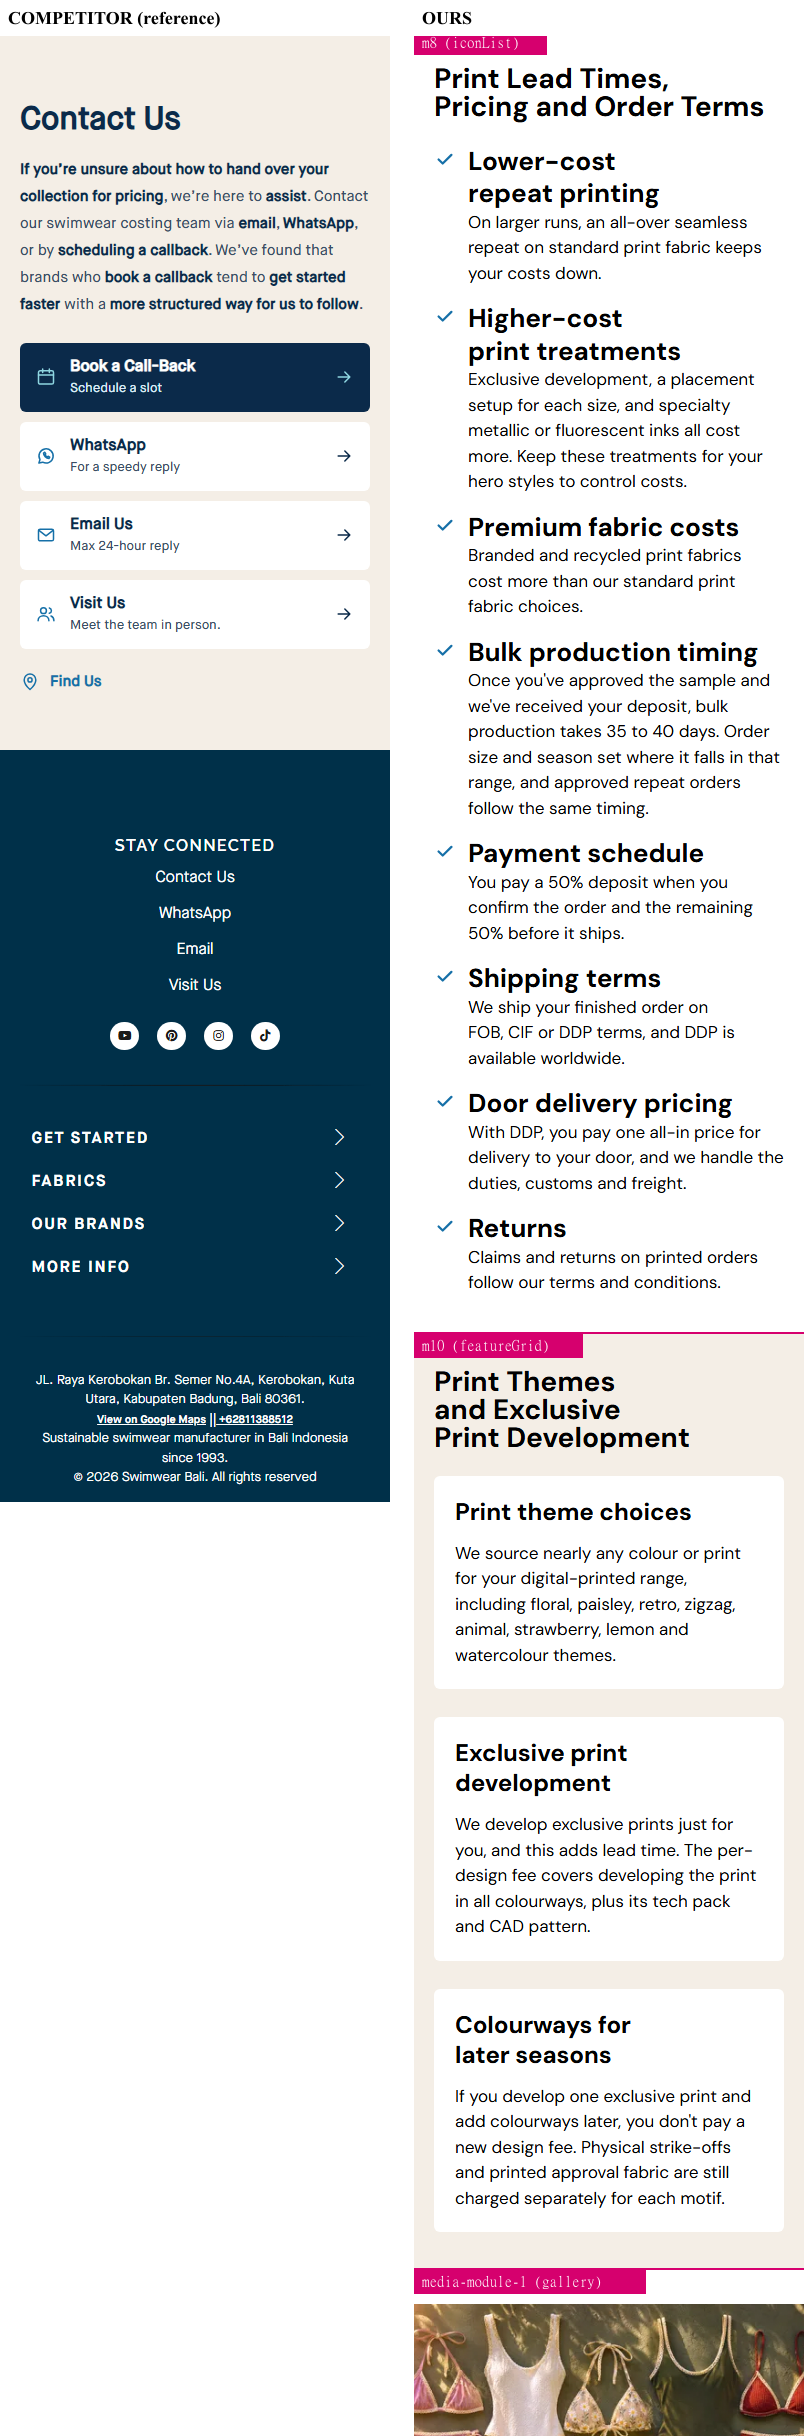 COMPETITOR (reference)
Contact Us
If you're unsure about how to hand over your
collection for pricing, we're here to assist. Contact
our swimwear costing team via email, WhatsApp,
or by scheduling a callback. We've found that
brands who book a callback tend to get started
faster with a more structured way for us to follow.
Book a Call-Back
Schedule a slot
WhatsApp
For a speedy reply
Email Us
Max 24-hour reply
Visit Us
Meet the team in person.
Find Us
STAY CONNECTED
Contact Us
WhatsApp
Email
Visit Us
GET STARTED
FABRICS
OUR BRANDS
MORE INFO
JL. Raya Kerobokan Br. Semer No.4A, Kerobokan, Kuta
Utara, Kabupaten Badung, Bali 80361.
View on Google Maps || +62811388512
Sustainable swimwear manufacturer in Bali Indonesia
since 1993.
© 2026 Swimwear Bali. All rights reserved
OURS
m8 (iconList)
Print Lead Times,
Pricing and Order Terms
Lower-cost
repeat printing
On larger runs, an all-over seamless
repeat on standard print fabric keeps
your costs down.
Higher-cost
print treatments
Exclusive development, a placement
setup for each size, and specialty
metallic or fluorescent inks all cost
more. Keep these treatments for your
hero styles to control costs.
Premium fabric costs
Branded and recycled print fabrics
cost more than our standard print
fabric choices.
Bulk production timing
Once you've approved the sample and
we've received your deposit, bulk
production takes 35 to 40 days. Order
size and season set where it falls in that
range, and approved repeat orders
follow the same timing.
Payment schedule
You pay a 50% deposit when you
confirm the order and the remaining
50% before it ships.
Shipping terms
We ship your finished order on
FOB, CIF or DDP terms, and DDP is
available worldwide.
Door delivery pricing
With DDP, you pay one all-in price for
delivery to your door, and we handle the
duties, customs and freight.
Returns
Claims and returns on printed orders
follow our terms and conditions.
m10 (featureGrid)
Print Themes
and Exclusive
Print Development
Print theme choices
We source nearly any colour or print
for your digital-printed range,
including floral, paisley, retro, zigzag,
animal, strawberry, lemon and
watercolour themes.
Exclusive print
development
We develop exclusive prints just for
you, and this adds lead time. The per-
design fee covers developing the print
in all colourways, plus its tech pack
and CAD pattern.
Colourways for
later seasons
If you develop one exclusive print and
add colourways later, you don't pay a
new design fee. Physical strike-offs
and printed approval fabric are still
charged separately for each motif.
media-module-1 (gallery)